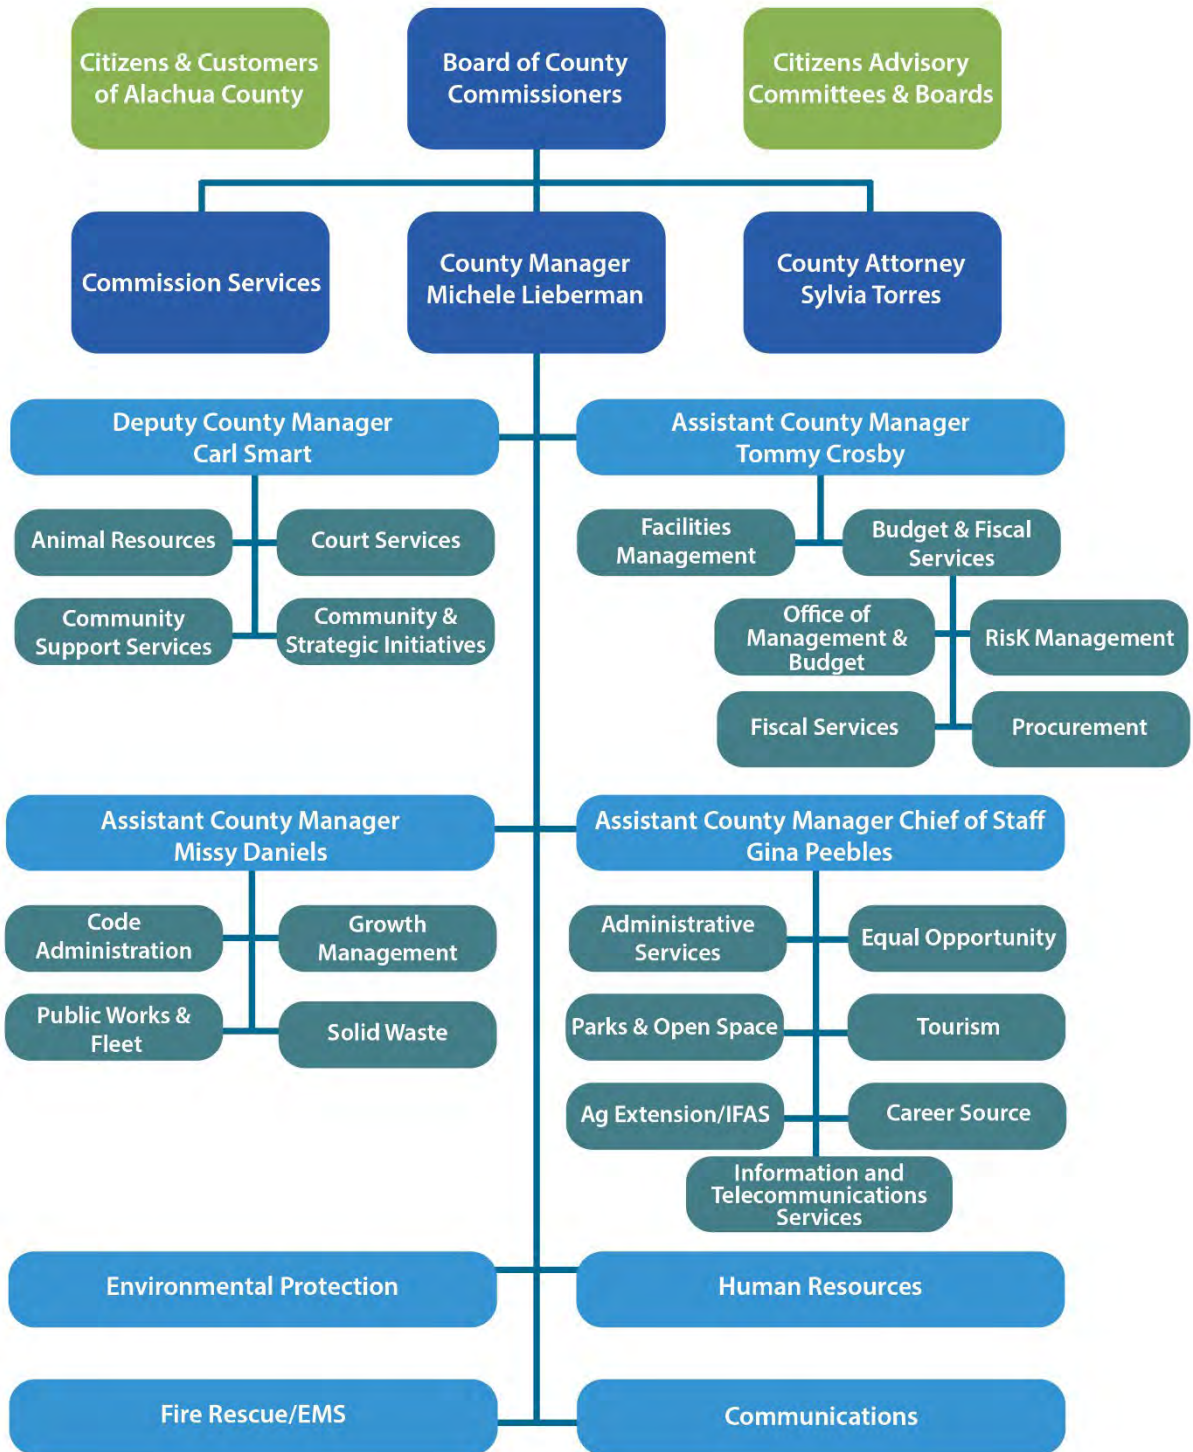 Citizens & Customers
of Alachua County
Board of County
Commissioners
Citizens Advisory
Committees & Boards
Commission Services
County Manager
Michele Lieberman
County Attorney
Sylvia Torres
Deputy County Manager
Carl Smart
Assistant County Manager
Tommy Crosby
Animal Resources
Court Services
Community
Support Services
Community &
Strategic Initiatives
Facilities
Management
Budget & Fiscal
Services
Office of
Management &
Budget
RisK Management
Fiscal Services
Procurement
Assistant County Manager
Missy Daniels
Assistant County Manager Chief of Staff
Gina Peebles
Code
Administration
Growth
Management
Public Works &
Fleet
Solid Waste
Administrative
Services
Equal Opportunity
Parks & Open Space
Tourism
Ag Extension/IFAS
Career Source
Information and
Telecommunications
Services
Environmental Protection
Human Resources
Fire Rescue/EMS
Communications